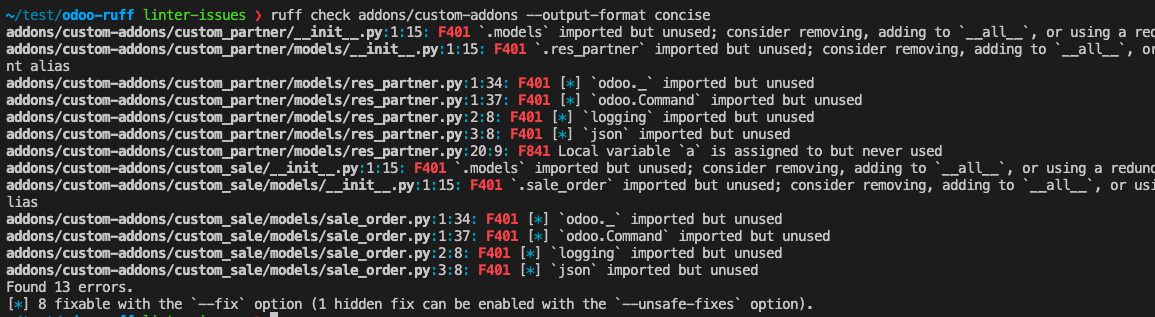 ~/test/odoo-ruff linter-issues ❯ ruff check addons/custom-addons --output-format concise
addons/custom-addons/custom_partner/__init__.py:1:15: F401 `.models` imported but unused; consider removing, adding to `__all__`, or using a red
addons/custom-addons/custom_partner/models/__init__.py:1:15: F401 `.res_partner` imported but unused; consider removing, adding to `__all__`, or
nt alias
addons/custom-addons/custom_partner/models/res_partner.py:1:34: F401 [*] `odoo._` imported but unused
addons/custom-addons/custom_partner/models/res_partner.py:1:37: F401 [*] `odoo.Command` imported but unused
addons/custom-addons/custom_partner/models/res_partner.py:2:8: F401 [*] `logging` imported but unused
addons/custom-addons/custom_partner/models/res_partner.py:3:8: F401 [*] `json` imported but unused
addons/custom-addons/custom_partner/models/res_partner.py:20:9: F841 Local variable `a` is assigned to but never used
addons/custom-addons/custom_sale/__init__.py:1:15: F401 `.models` imported but unused; consider removing, adding to `__all__`, or using a redund
addons/custom-addons/custom_sale/models/__init__.py:1:15: F401 `.sale_order` imported but unused; consider removing, adding to `__all__`, or usi
lias
addons/custom-addons/custom_sale/models/sale_order.py:1:34: F401 [*] `odoo._` imported but unused
addons/custom-addons/custom_sale/models/sale_order.py:1:37: F401 [*] `odoo.Command` imported but unused
addons/custom-addons/custom_sale/models/sale_order.py:2:8: F401 [*] `logging` imported but unused
addons/custom-addons/custom_sale/models/sale_order.py:3:8: F401 [*] `json` imported but unused
Found 13 errors.
[*] 8 fixable with the `--fix` option (1 hidden fix can be enabled with the `--unsafe-fixes` option).